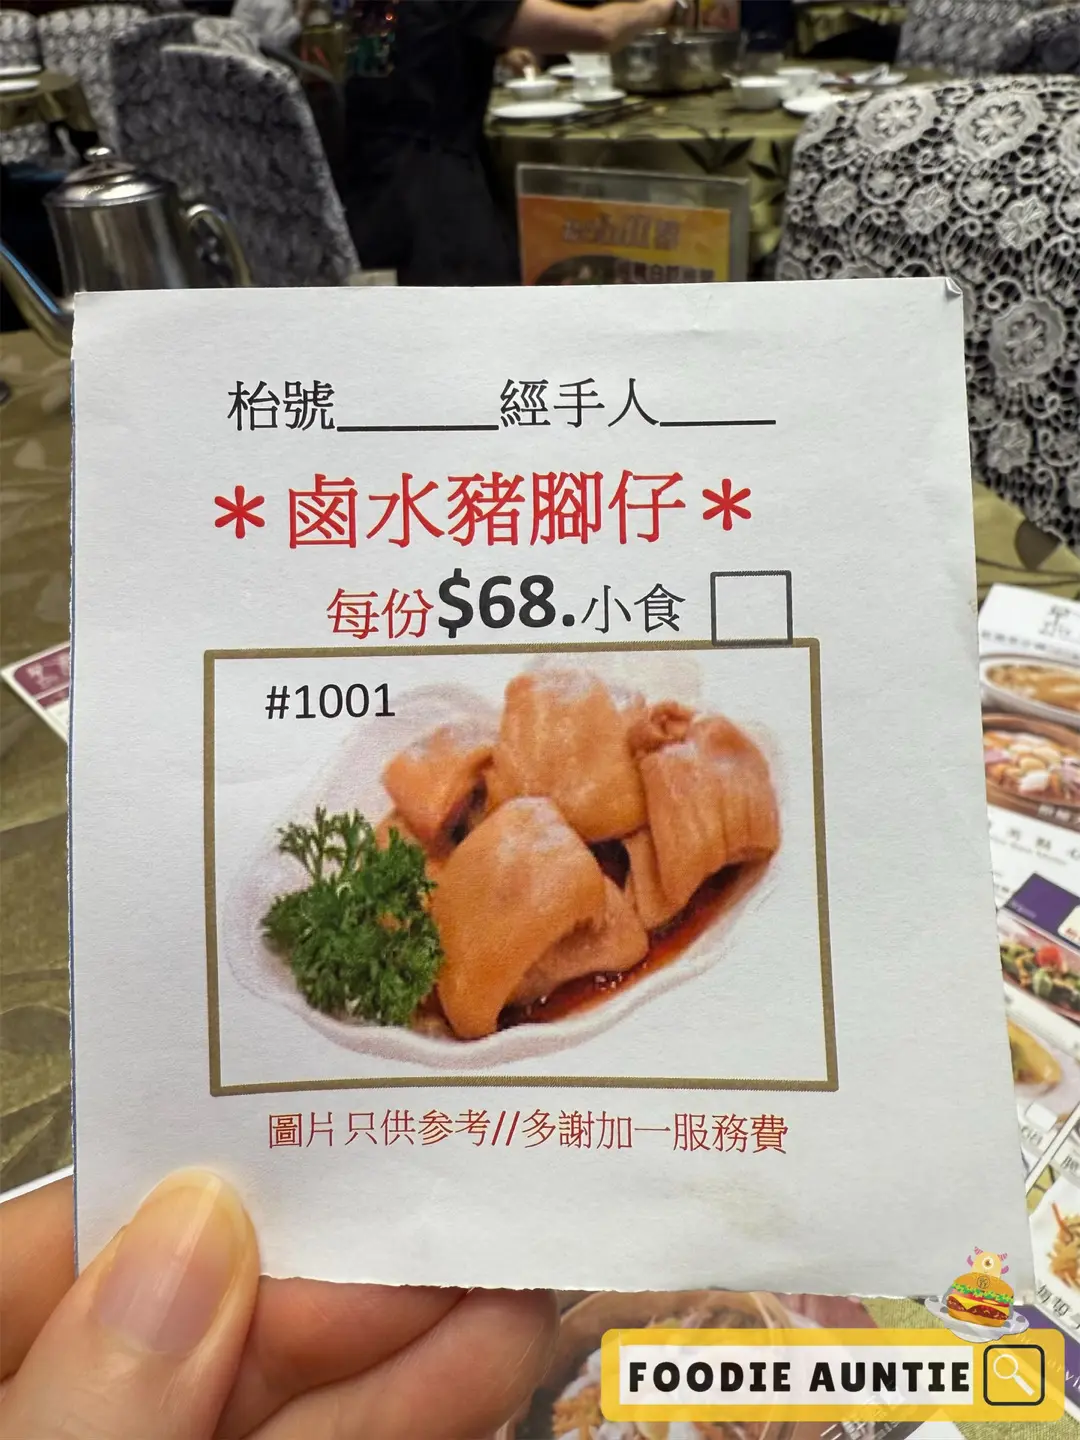 枱號______經手人____
*鹵水豬腳仔*
每份$68.小食
#1001
圖片只供参考//多謝加一服務費
FOODIE AUNTIE